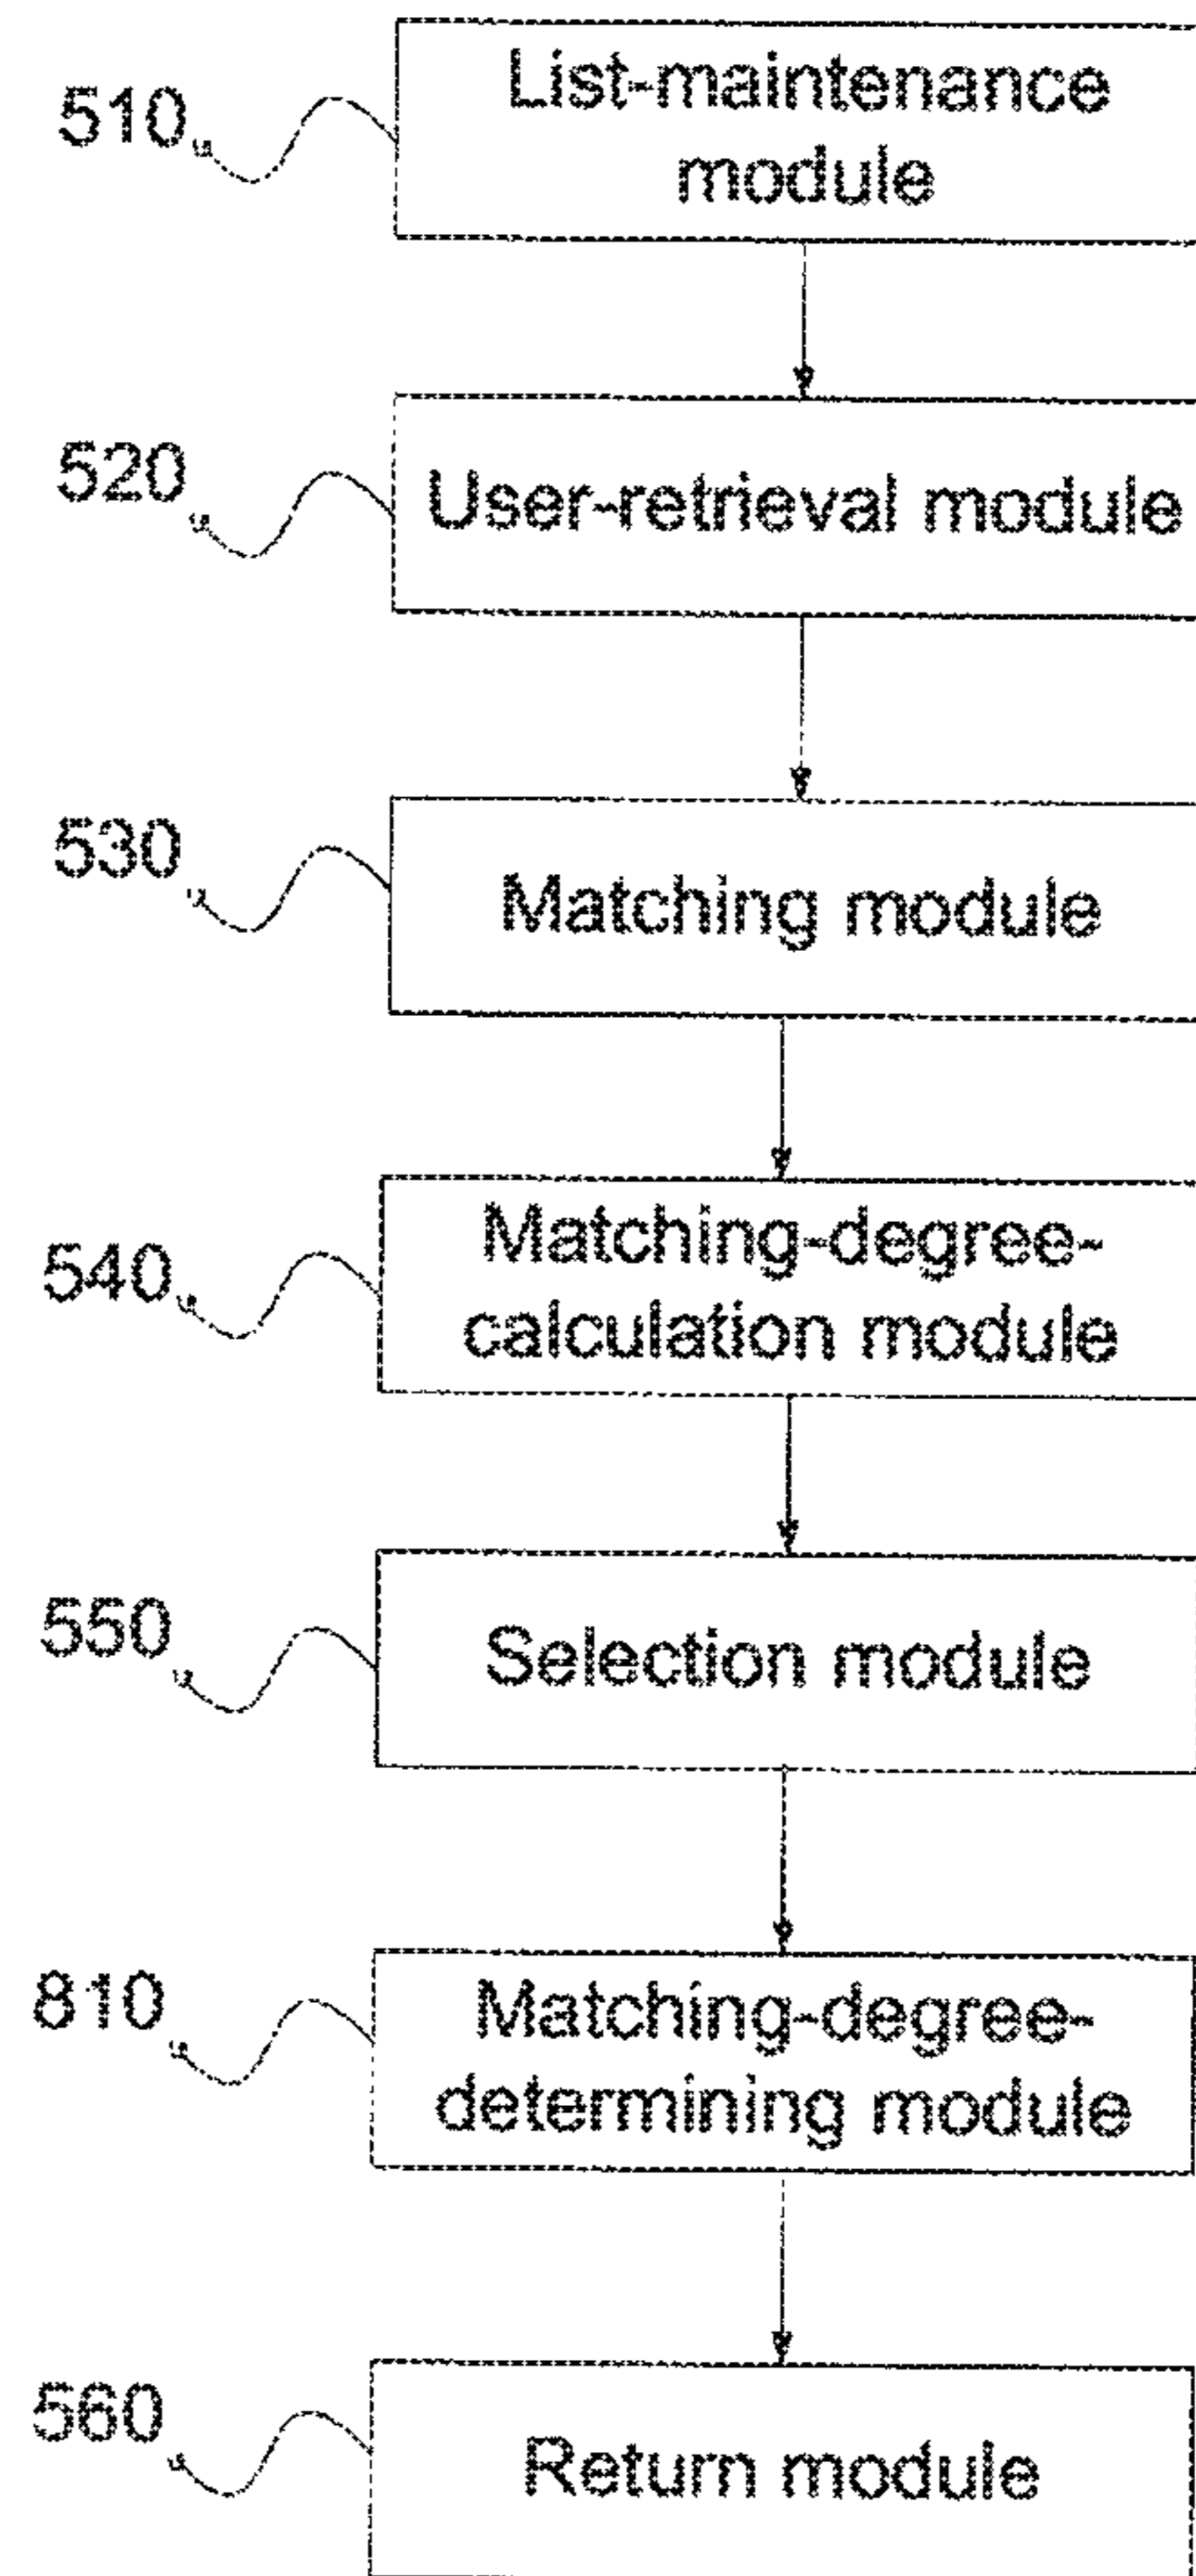 510
List-maintenance
module
520
User-retrieval module
530
Matching module
540
Matching-degree-
calculation module
550
Selection module
810
Matching-degree-
determining module
560
Return module